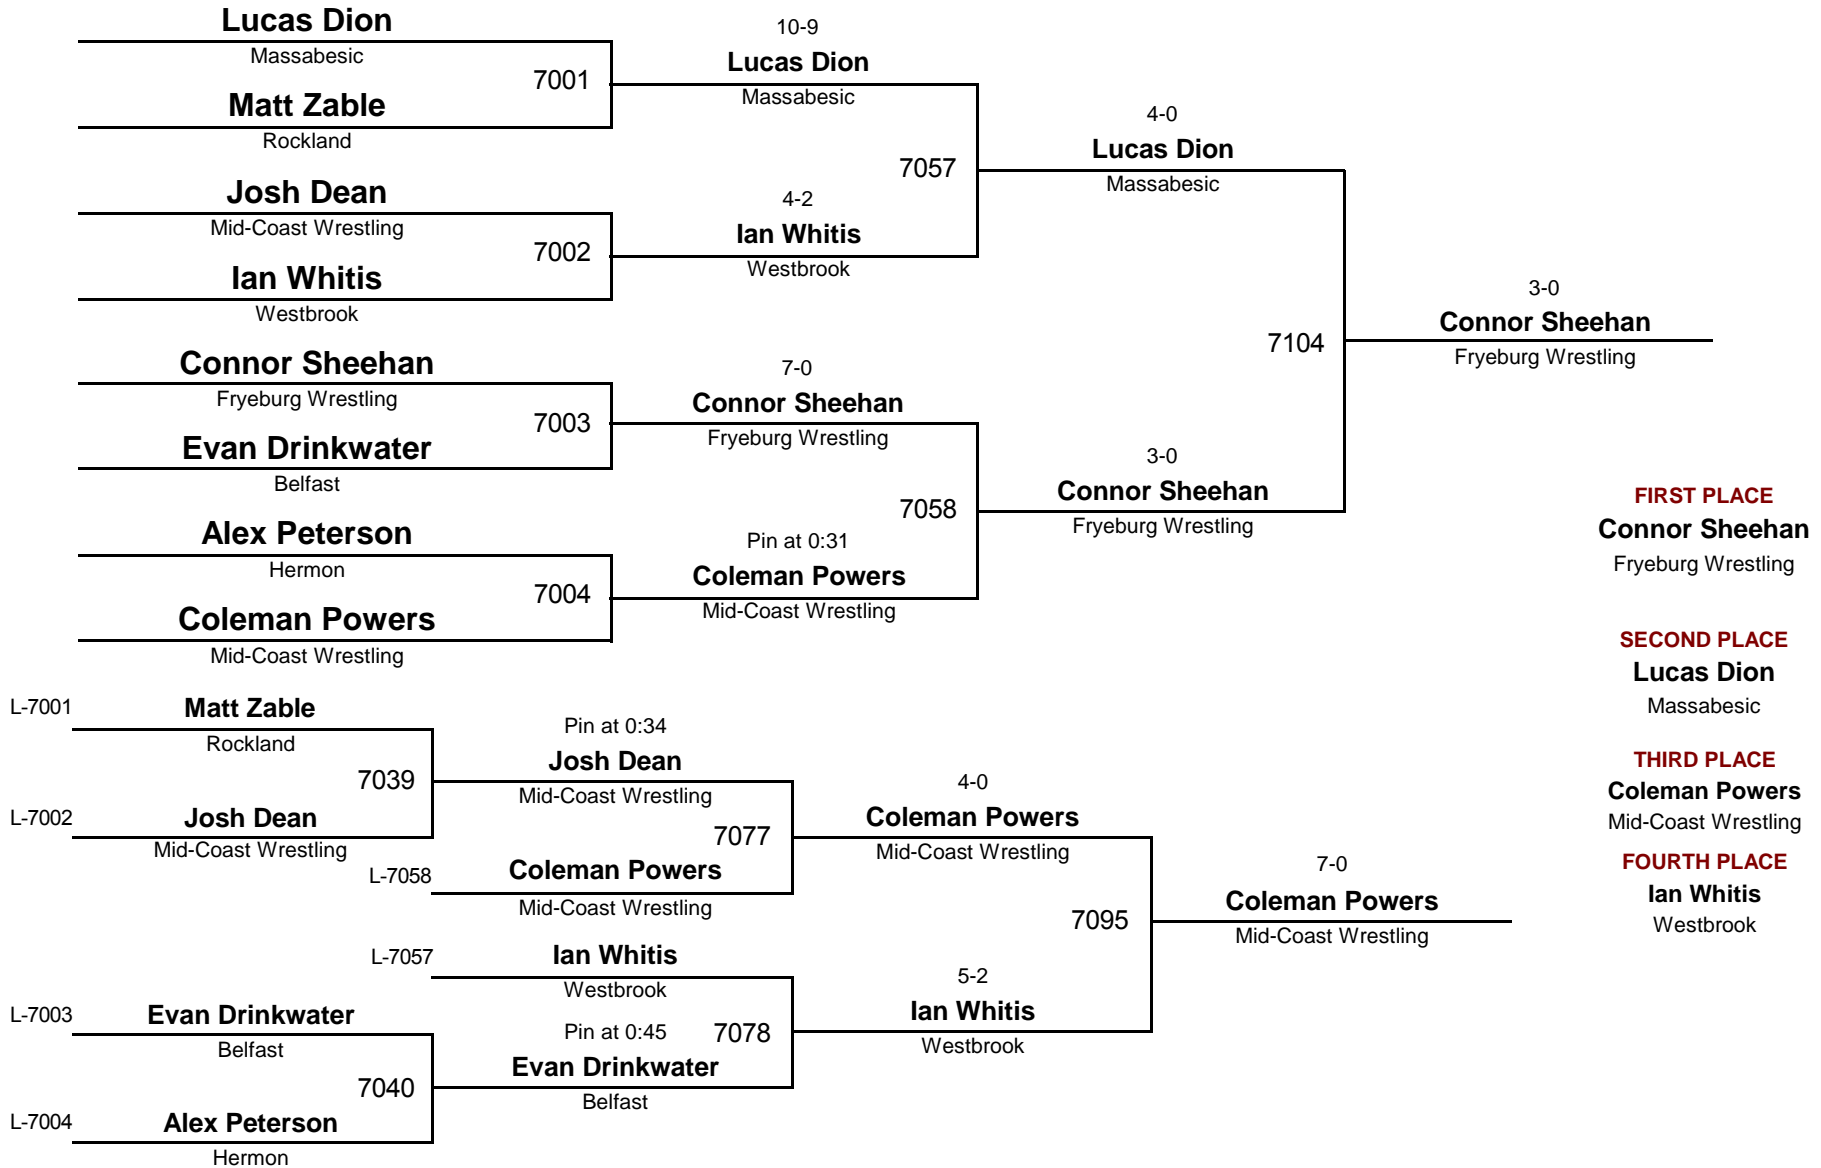 Lucas Dion
Massabesic
7001
Matt Zable
Rockland
Josh Dean
Mid-Coast Wrestling
7002
Ian Whitis
Westbrook
Connor Sheehan
Fryeburg Wrestling
7003
Evan Drinkwater
Belfast
Alex Peterson
Hermon
7004
Coleman Powers
Mid-Coast Wrestling
10-9
Lucas Dion
Massabesic
7057
4-2
Ian Whitis
Westbrook
7-0
Connor Sheehan
Fryeburg Wrestling
7058
Pin at 0:31
Coleman Powers
Mid-Coast Wrestling
4-0
Lucas Dion
Massabesic
7104
3-0
Connor Sheehan
Fryeburg Wrestling
3-0
Connor Sheehan
Fryeburg Wrestling
FIRST PLACE
Connor Sheehan
Fryeburg Wrestling
SECOND PLACE
Lucas Dion
Massabesic
THIRD PLACE
Coleman Powers
Mid-Coast Wrestling
FOURTH PLACE
Ian Whitis
Westbrook
L-7001
Matt Zable
Rockland
7039
L-7002
Josh Dean
Mid-Coast Wrestling
Pin at 0:34
Josh Dean
Mid-Coast Wrestling
7077
L-7058
Coleman Powers
Mid-Coast Wrestling
L-7057
Ian Whitis
Westbrook
7078
L-7003
Evan Drinkwater
Belfast
7040
L-7004
Alex Peterson
Hermon
Pin at 0:45
Evan Drinkwater
Belfast
4-0
Coleman Powers
Mid-Coast Wrestling
7095
5-2
Ian Whitis
Westbrook
7-0
Coleman Powers
Mid-Coast Wrestling